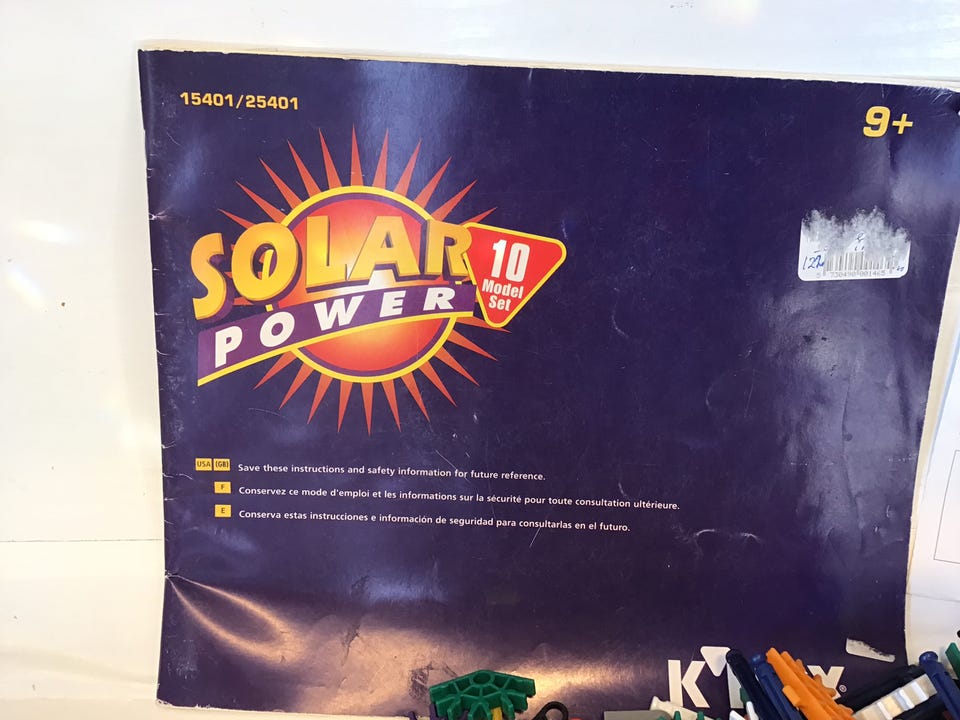 15401/25401
9+
SOLAR
POWER
10
Model
Set
USA GB Save these instructions and safety information for future reference.
F Conservez ce mode d'emploi et les informations sur la sécurité pour toute consultation ultérieure.
E Conserva estas instrucciones e información de seguridad para consultarlas en el futuro.